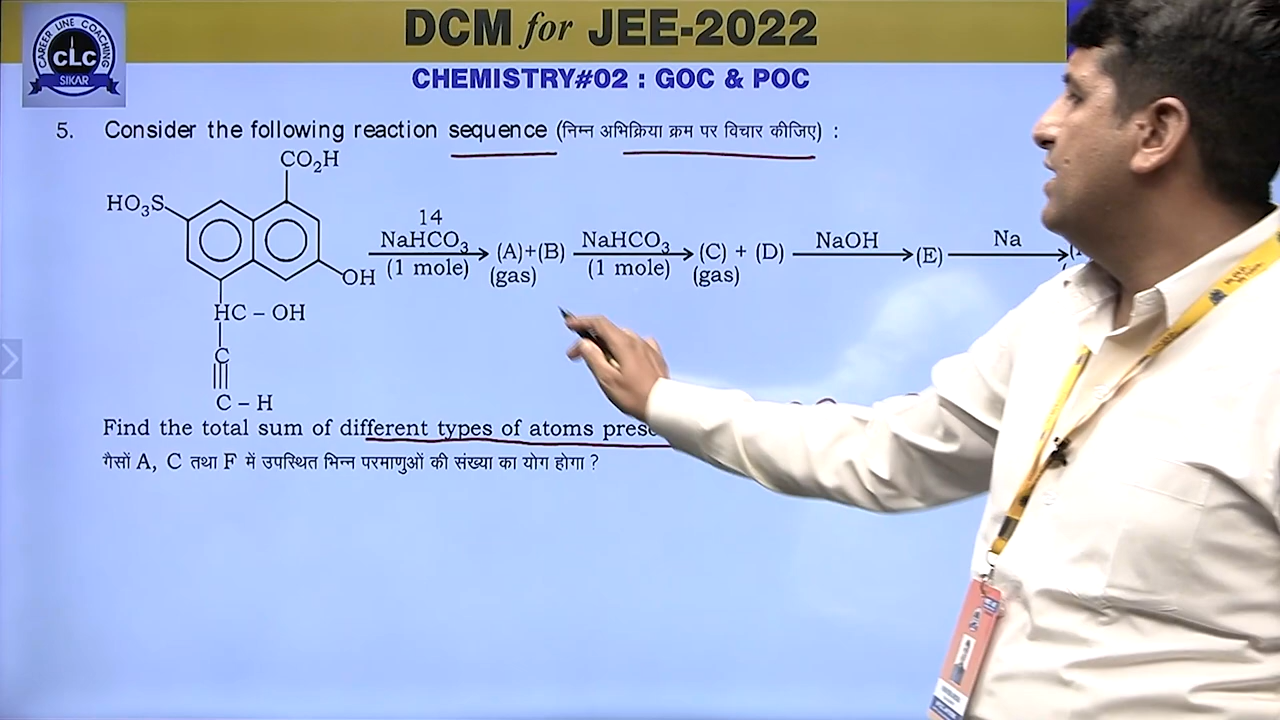 CAREER LINE COACHING
CLC
SIKAR
DCM for JEE-2022
CHEMISTRY#02 : GOC & POC
5. Consider the following reaction sequence (निम्न अभिक्रिया क्रम पर विचार कीजिए) :
CO₂H
HO₃S
OH
14
NaHCO₃ (A)+(B) NaHCO₃ (C) + (D) NaOH (E) Na
(1 mole) (gas) (1 mole) (gas)
HC – OH
C
C – H
Find the total sum of different types of atoms
गैसों A, C तथा F में उपस्थित भिन्न परमाणुओं की संख्या का योग होगा ?